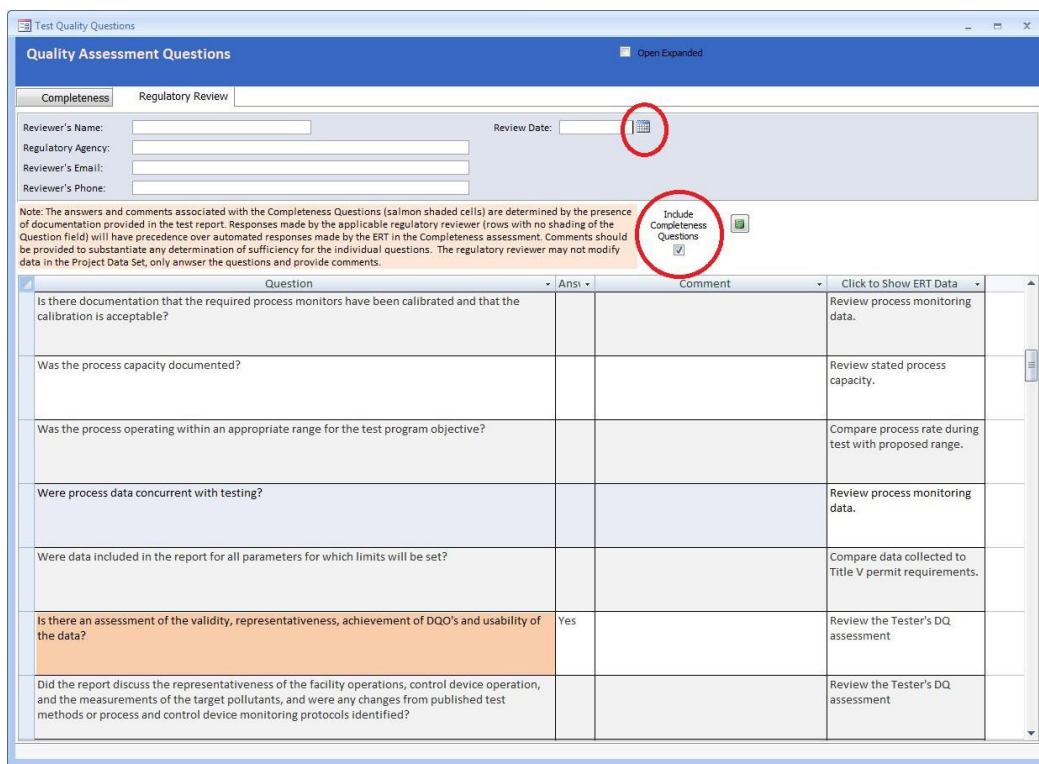 Test Quality Questions
Quality Assessment Questions
Open Expanded
Completeness
Regulatory Review
Reviewer's Name:
Review Date:
Regulatory Agency:
Reviewer's Email:
Reviewer's Phone:
Note: The answers and comments associated with the Completeness Questions (salmon shaded cells) are determined by the presence
of documentation provided in the test report. Responses made by the applicable regulatory reviewer (rows with no shading of the
Question field) will have precedence over automated responses made by the ERT in the Completeness assessment. Comments should
be provided to substantiate any determination of sufficiency for the individual questions. The regulatory reviewer may not modify
data in the Project Data Set, only anwser the questions and provide comments.
Include
Completeness
Questions
Question
Ansv
Comment
Click to Show ERT Data
Is there documentation that the required process monitors have been calibrated and that the
calibration is acceptable?
Review process monitoring
data.
Was the process capacity documented?
Review stated process
capacity.
Was the process operating within an appropriate range for the test program objective?
Compare process rate during
test with proposed range.
Were process data concurrent with testing?
Review process monitoring
data.
Were data included in the report for all parameters for which limits will be set?
Compare data collected to
Title V permit requirements.
Is there an assessment of the validity, representativeness, achievement of DQO's and usability of
the data?
Yes
Review the Tester's DQ
assessment
Did the report discuss the representativeness of the facility operations, control device operation,
and the measurements of the target pollutants, and were any changes from published test
methods or process and control device monitoring protocols identified?
Review the Tester's DQ
assessment